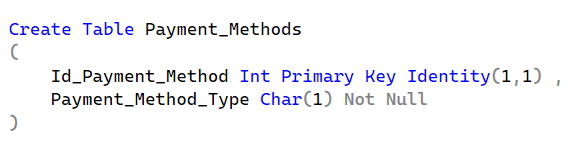 Create Table Payment_Methods
(
Id_Payment_Method Int Primary Key Identity(1,1) ,
Payment_Method_Type Char(1) Not Null
)